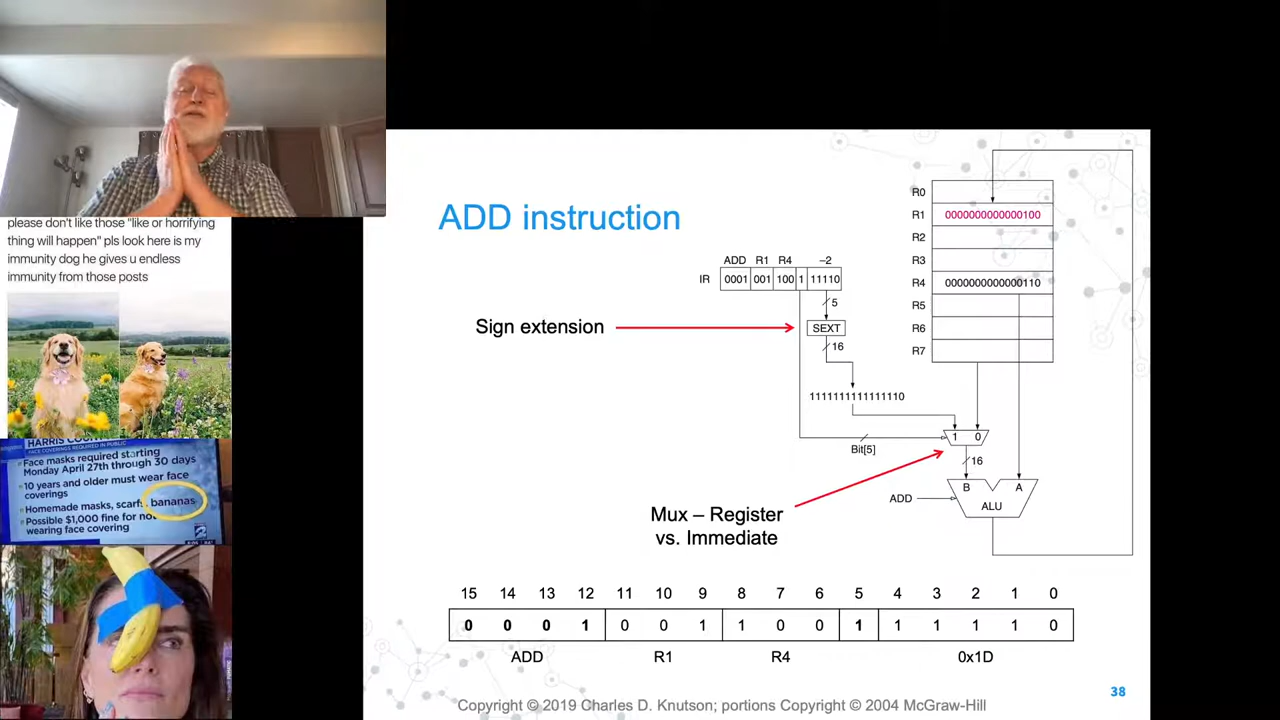 please don't like those "like or horrifying
thing will happen" pls look here is my
immunity dog he gives u endless
immunity from those posts
HARRIS
FACE COVERINGS REQUIRED IN PUBLIC
Face masks required starting
Monday April 27th through 30 days
10 years and older must wear face
coverings
Homemade masks, scarfs bananas
Possible $1,000 fine for not
wearing face covering
2
ADD instruction
ADD R1 R4 –2
IR 0001 001 100 1 11110
5
Sign extension
SEXT
16
1111111111111110
R0
R1 0000000000000100
R2
R3
R4 0000000000000110
R5
R6
R7
1 0
Bit[5]
16
B A
ADD
ALU
Mux – Register
vs. Immediate
15 14 13 12 11 10 9 8 7 6 5 4 3 2 1 0
0 0 0 1 0 0 1 1 0 0 1 1 1 1 1 0
ADD R1 R4 0x1D
38
Copyright © 2019 Charles D. Knutson; portions Copyright © 2004 McGraw-Hill